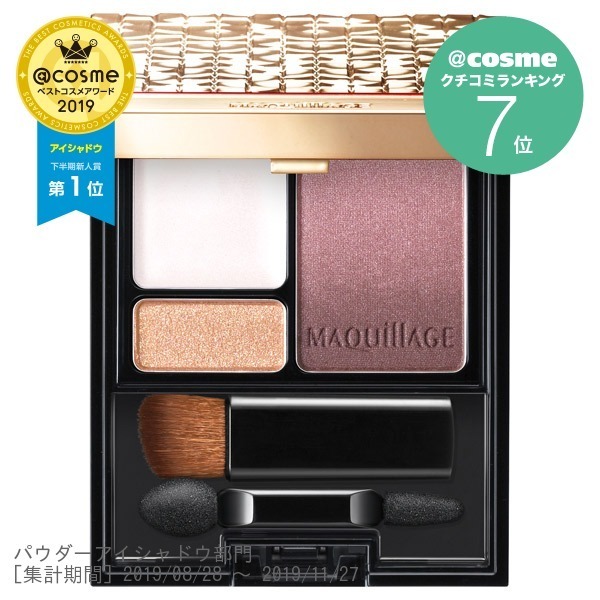 THE BEST COSMETICS AWARDS
@cosme
ベストコスメアワード
2019
アイシャドウ
下半期新人賞
第1位
@cosme
クチコミランキング
7位
MAQUillAGE
パウダーアイシャドウ部門
[集計期間] 2019/08/28 ～ 2019/11/27